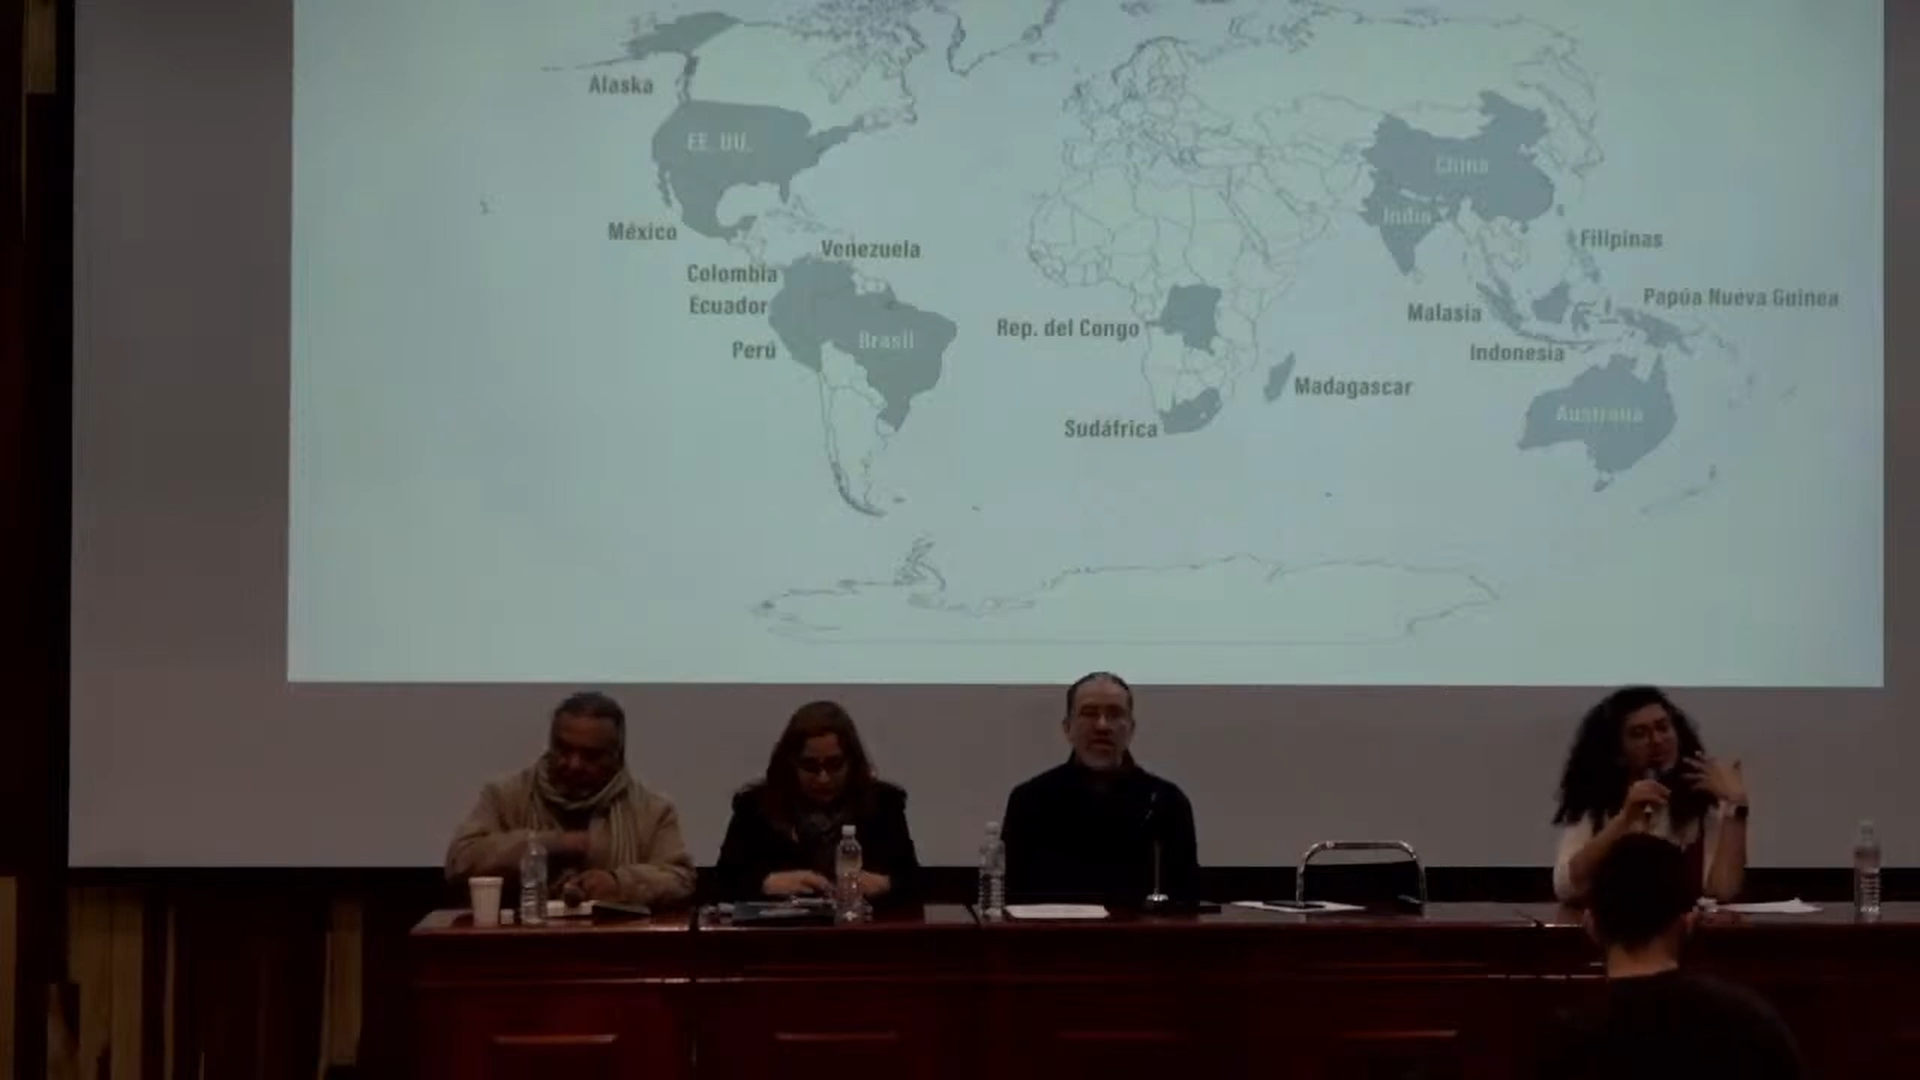 Alaska
EE. UU.
China
India
México
Filipinas
Venezuela
Colombia
Ecuador
Papúa Nueva Guinea
Malasia
Rep. del Congo
Brasil
Perú
Indonesia
Madagascar
Australia
Sudáfrica